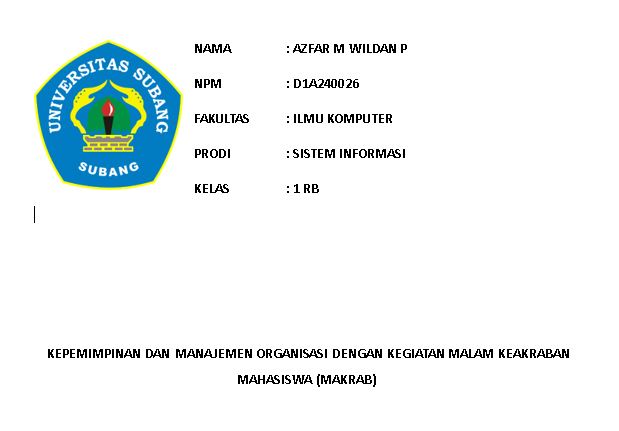 UNIVERSITAS SUBANG
SUBANG
NAMA : AZFAR M WILDAN P
NPM : D1A240026
FAKULTAS : ILMU KOMPUTER
PRODI : SISTEM INFORMASI
KELAS : 1 RB
KEPEMIMPINAN DAN MANAJEMEN ORGANISASI DENGAN KEGIATAN MALAM KEAKRABAN
MAHASISWA (MAKRAB)